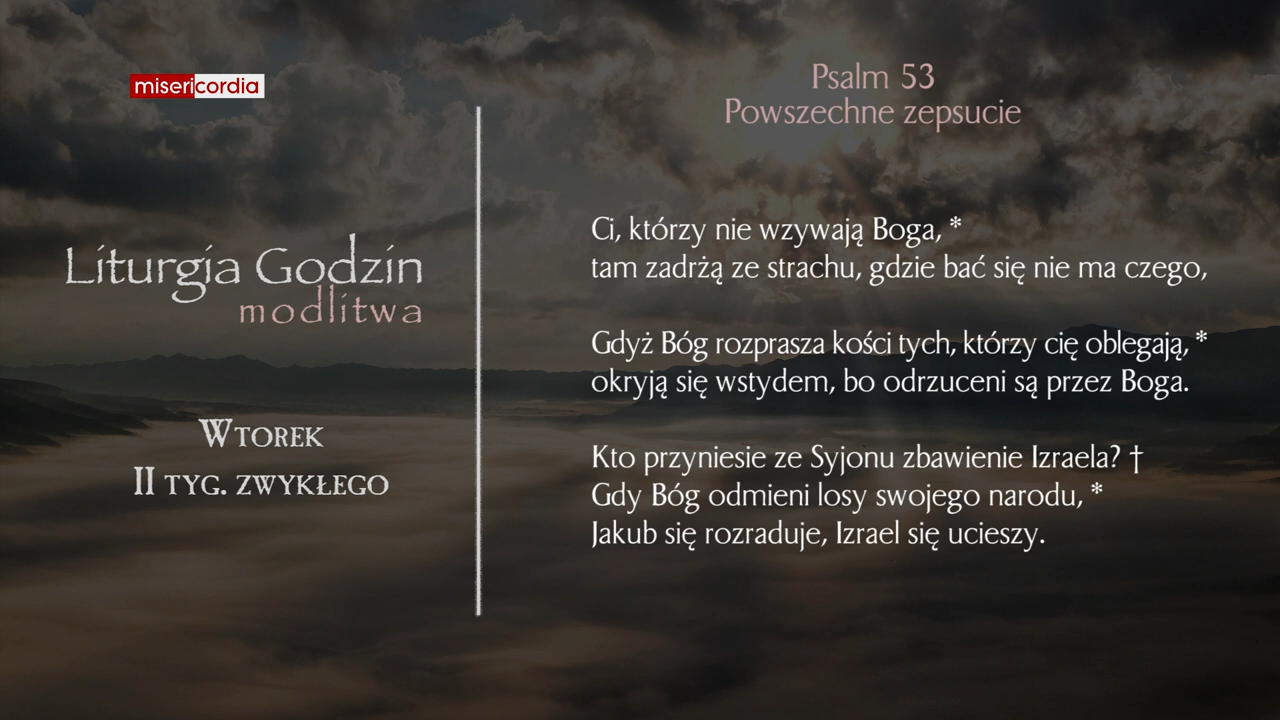 misericordia
Liturgia Godzin
modlitwa
Wtorek
II tyg. zwykłego
Psalm 53
Powszechne zepsucie
Ci, którzy nie wzywają Boga, *
tam zadrżą ze strachu, gdzie bać się nie ma czego,
Gdyż Bóg rozprasza kości tych, którzy cię oblegają, *
okryją się wstydem, bo odrzuceni są przez Boga.
Kto przyniesie ze Syjonu zbawienie Izraela? †
Gdy Bóg odmieni losy swojego narodu, *
Jakub się rozraduje, Izrael się ucieszy.